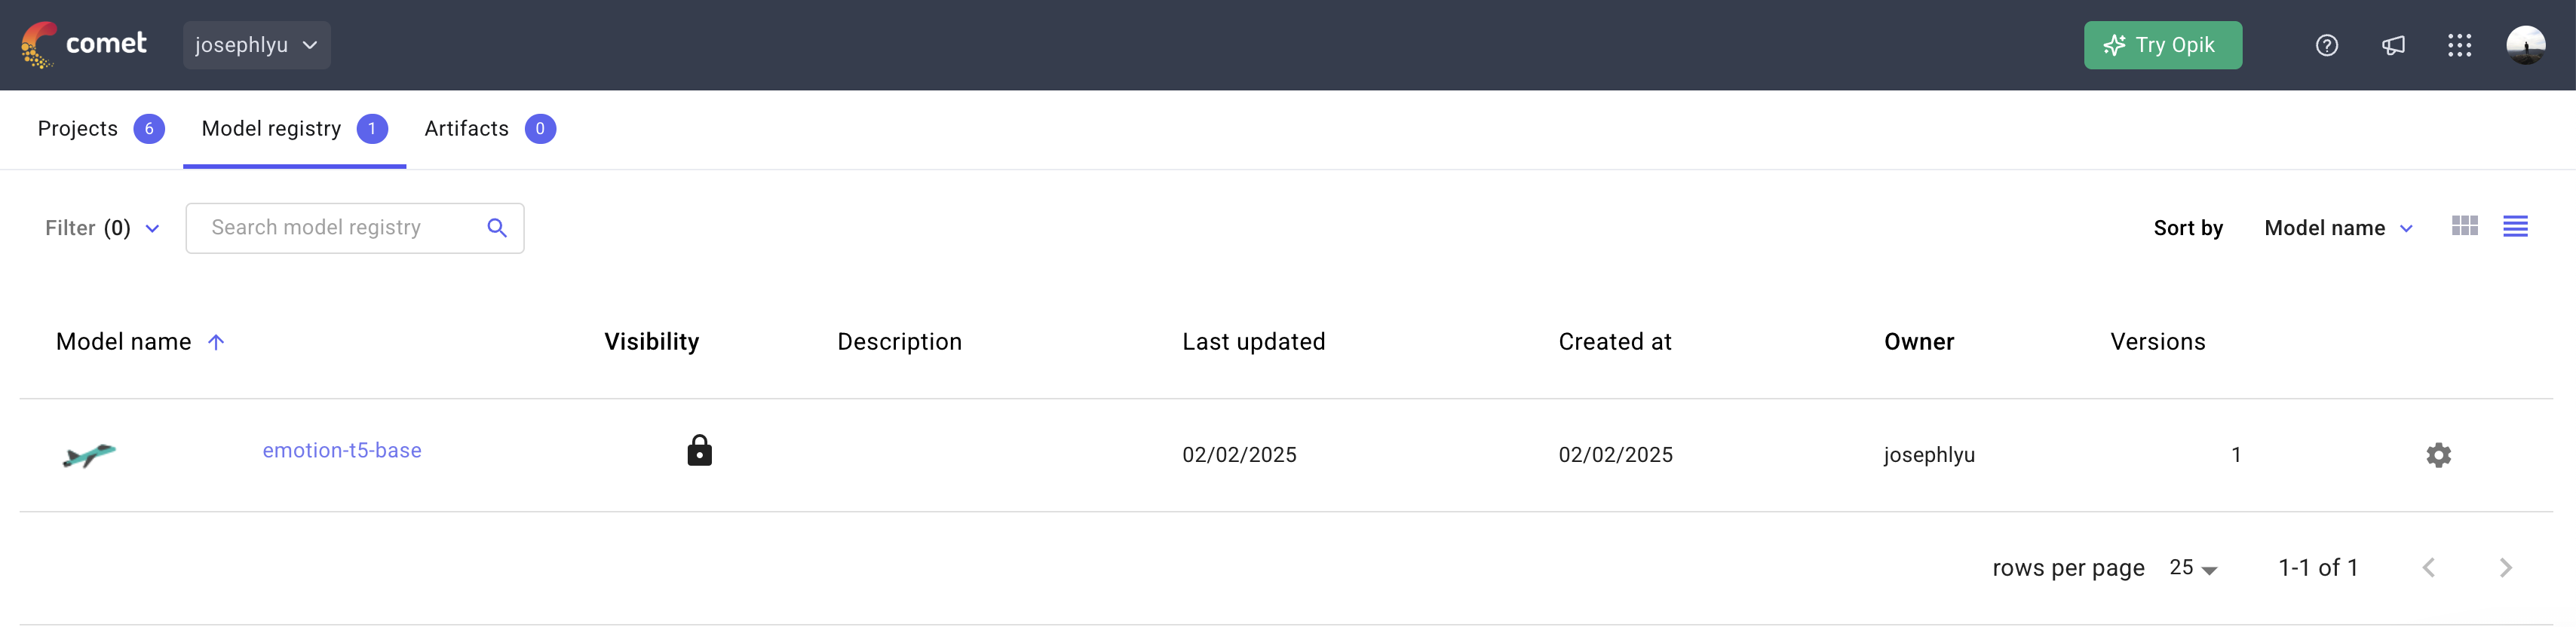 comet josephlyu Try Opik
Projects 6 Model registry 1 Artifacts 0
Filter (0) Search model registry Sort by Model name
Model name Visibility Description Last updated Created at Owner Versions
emotion-t5-base 02/02/2025 02/02/2025 josephlyu 1
rows per page 25 1-1 of 1